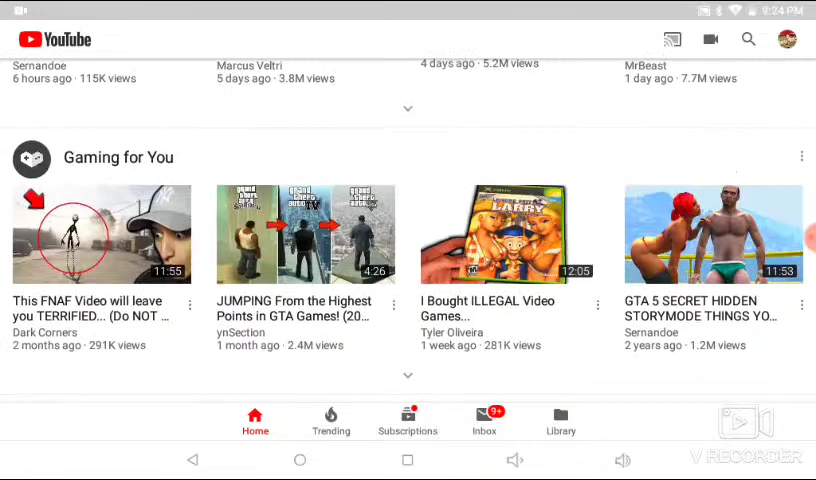 9:24 PM
YouTube
Sernandoe
6 hours ago · 115K views
Marcus Veltri
5 days ago · 3.8M views
4 days ago · 5.2M views
MrBeast
1 day ago · 7.7M views
Gaming for You
11:55
4:26
LARRY
12:05
11:53
This FNAF Video will leave
you TERRIFIED... (Do NOT ...
Dark Corners
2 months ago · 291K views
JUMPING From the Highest
Points in GTA Games! (20...
ynSection
1 month ago · 2.4M views
I Bought ILLEGAL Video
Games...
Tyler Oliveira
1 week ago · 281K views
GTA 5 SECRET HIDDEN
STORYMODE THINGS YO...
Sernandoe
2 years ago · 1.2M views
9+
Home
Trending
Subscriptions
Inbox
Library
V RECORDER